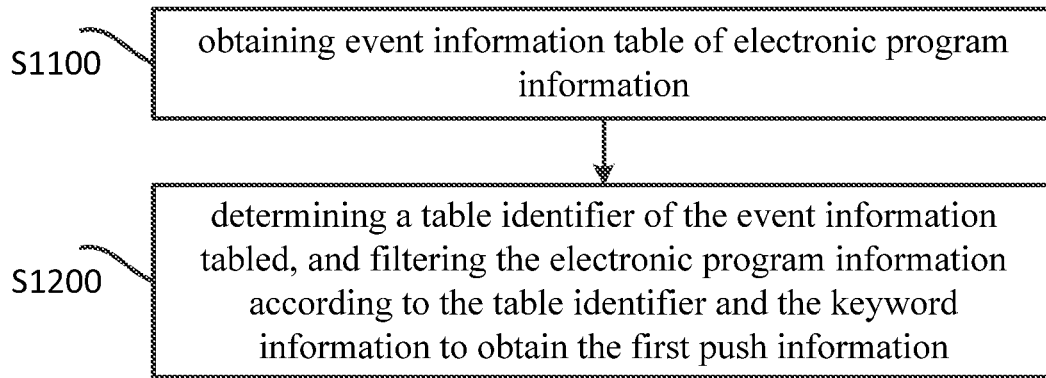 obtaining event information table of electronic program
S1100
information
determining a table identifier of the event information
tabled, and filtering the electronic program information
S1200
according to the table identifier and the keyword
information to obtain the first push information